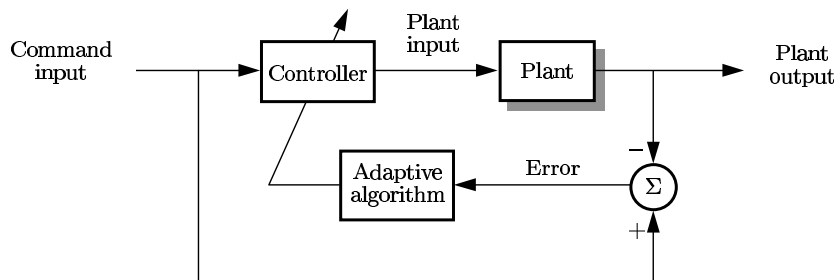 Command
input
Controller
Plant
input
Plant
Plant
output
−
Adaptive
algorithm
Error
Σ
+